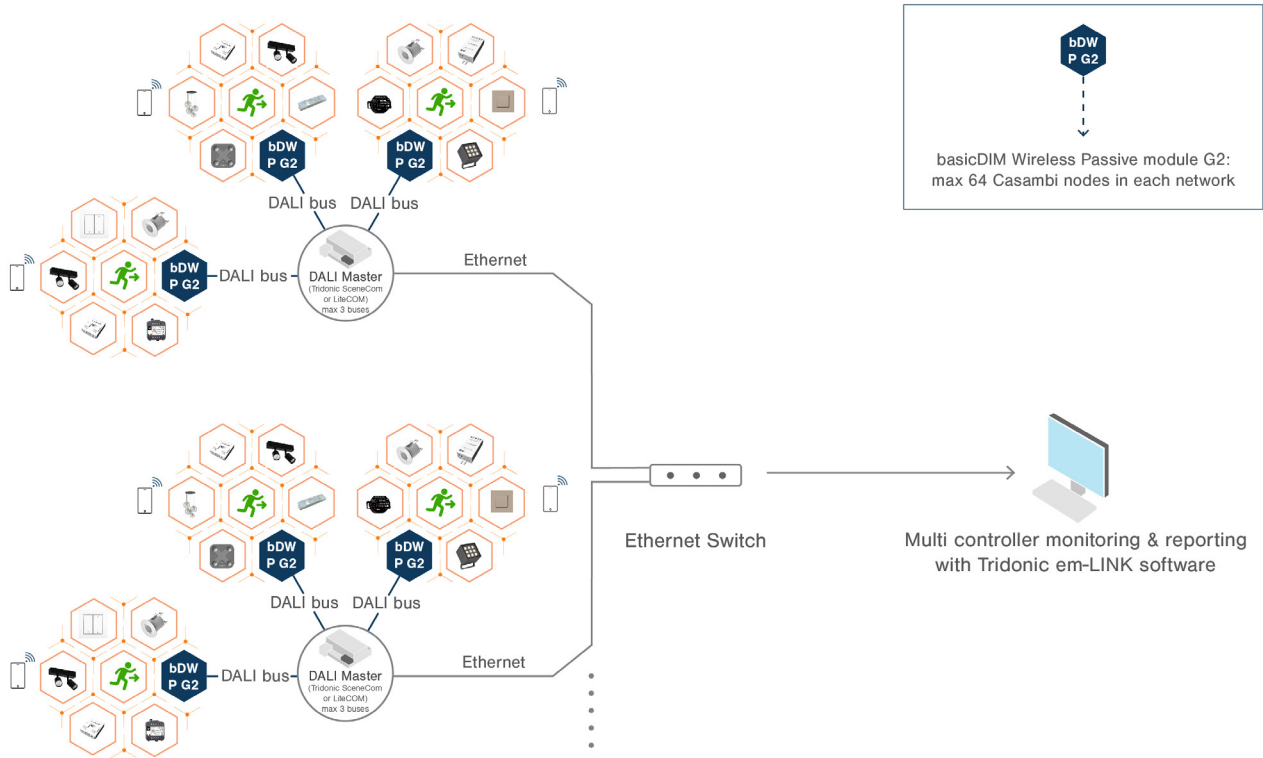 bDW
P G2
basicDIM Wireless Passive module G2:
max 64 Casambi nodes in each network
bDW
P G2
bDW
P G2
DALI bus
DALI bus
bDW
P G2
DALI bus
DALI Master
(Tridonic SceneCom
or LiteCOM)
max 3 buses
Ethernet
bDW
P G2
bDW
P G2
DALI bus
DALI bus
bDW
P G2
DALI bus
DALI Master
(Tridonic SceneCom
or LiteCOM)
max 3 buses
Ethernet
Ethernet Switch
Multi controller monitoring & reporting
with Tridonic em-LINK software